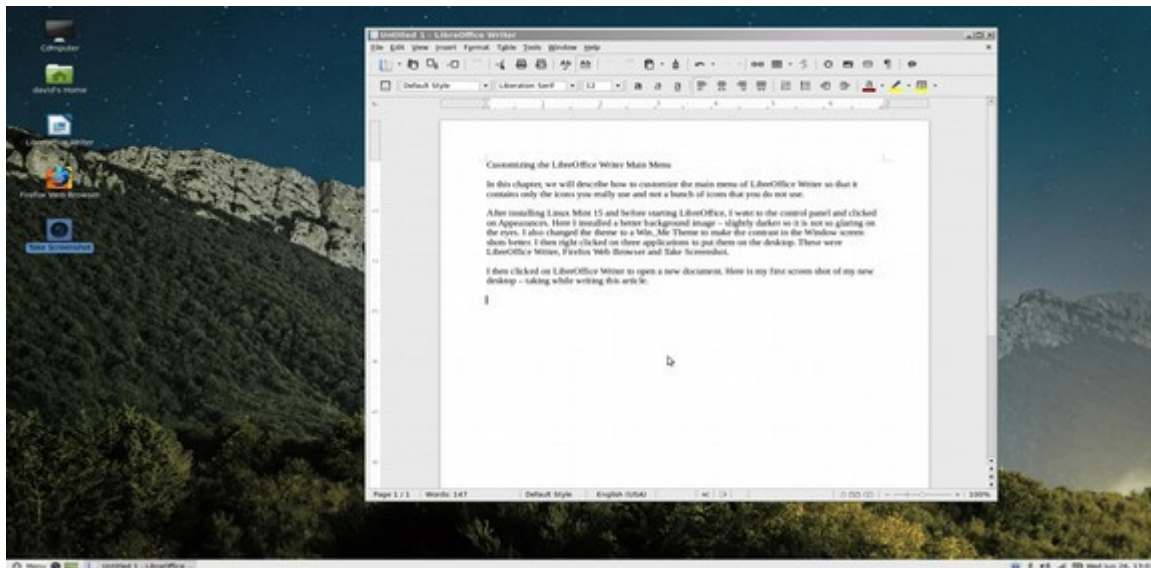 Computer
david's Home
LibreOffice Writer
Firefox Web Browser
Take Screenshot
Untitled 1 - LibreOffice Writer
File Edit View Insert Format Table Tools Window Help
Default Style Liberation Serif 12
Customizing the LibreOffice Writer Main Menu
In this chapter, we will describe how to customize the main menu of LibreOffice Writer so that it
contains only the icons you really use and not a bunch of icons that you do not use.
After installing Linux Mint 15 and before starting LibreOffice, I went to the control panel and clicked
on Appearances. Here I installed a better background image – slightly darker so it is not so glaring on
the eyes. I also changed the theme to a Win_Me Theme to make the contrast in the Window screen
shots better. I then right clicked on three applications to put them on the desktop. These were
LibreOffice Writer, Firefox Web Browser and Take Screenshot.
I then clicked on LibreOffice Writer to open a new document. Here is my first screen shot of my new
desktop – taking while writing this article.
Page 1 / 1 Words: 147 Default Style English (USA) 100%
Menu Untitled 1 - LibreOffice ... Wed Jun 26,